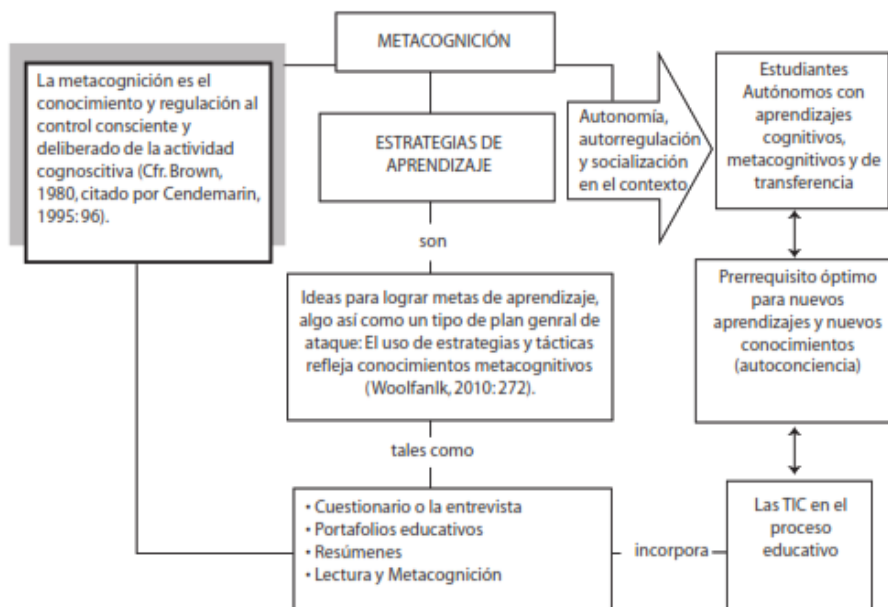 METACOGNICIÓN
La metacognición es el
conocimiento y regulación al
control consciente y
deliberado de la actividad
cognoscitiva (Cfr. Brown,
1980, citado por Cendemarin,
1995: 96).
ESTRATEGIAS DE
APRENDIZAJE
Autonomía,
autorregulación
y socialización
en el contexto
Estudiantes
Autónomos con
aprendizajes
cognitivos,
metacognitivos y de
transferencia
son
Ideas para lograr metas de aprendizaje,
algo así como un tipo de plan genral de
ataque: El uso de estrategias y tácticas
refleja conocimientos metacognitivos
(Woolfanlk, 2010: 272).
Prerrequisito óptimo
para nuevos
aprendizajes y nuevos
conocimientos
(autoconciencia)
tales como
• Cuestionario o la entrevista
• Portafolios educativos
• Resúmenes
• Lectura y Metacognición
incorpora
Las TIC en el
proceso
educativo